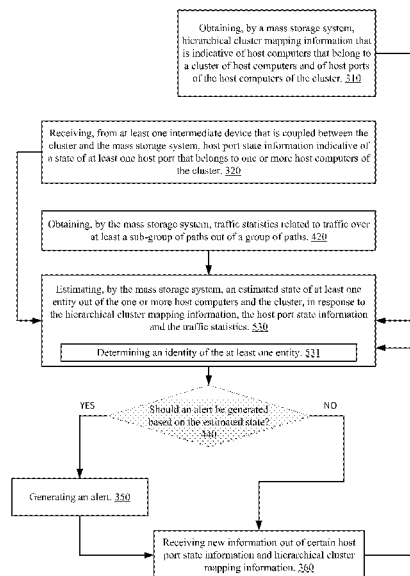 Obtaining, by a mass storage system,
hierarchical cluster mapping information that
is indicative of host computers that belong to
a cluster of host computers and of host ports
of the host computers of the cluster. 310
Receiving, from at least one intermediate device that is coupled between the
cluster and the mass storage system, host port state information indicative of
a state of at least one host port that belongs to one or more host computers of
the cluster. 320
Obtaining, by the mass storage system, traffic statistics related to traffic over
at least a sub-group of paths out of a group of paths. 420
Estimating, by the mass storage system, an estimated state of at least one
entity out of the one or more host computers and the cluster, in response to
the hierarchical cluster mapping information, the host port state information
and the traffic statistics. 530
Determining an identity of the at least one entity. 531
YES
Should an alert be generated
based on the estimated state?
440
NO
Generating an alert. 350
Receiving new information out of certain host
port state information and hierarchical cluster
mapping information. 360